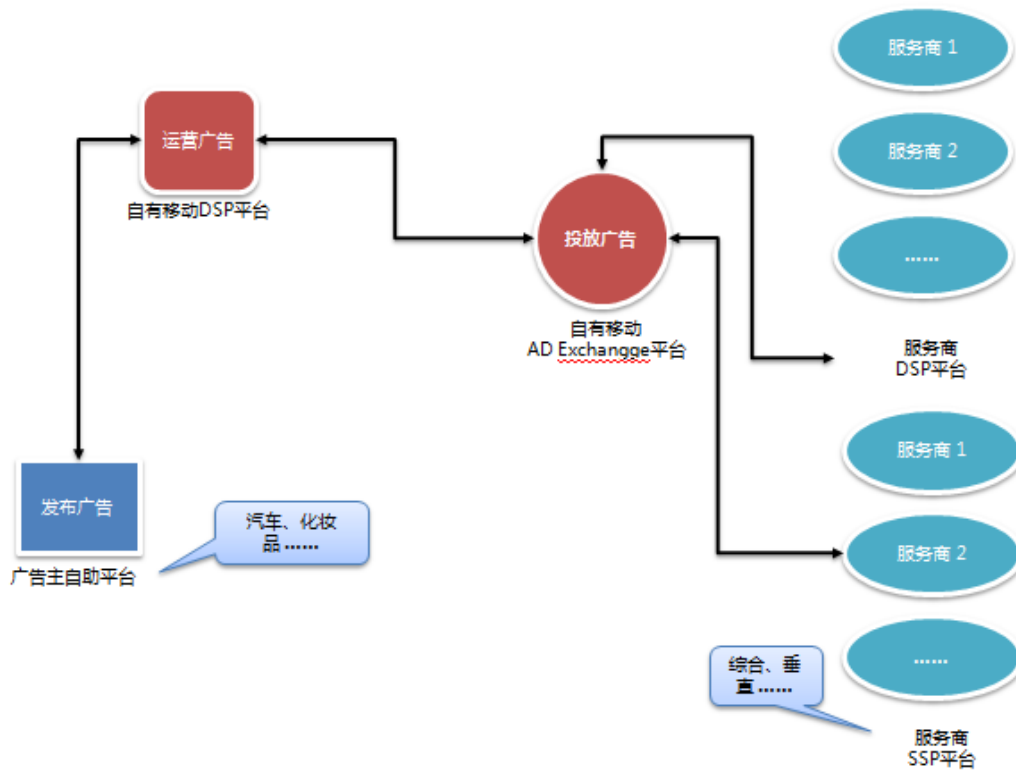 服务商 1
运营广告
服务商 2
自有移动DSP平台
投放广告
……
自有移动
AD Exchangge平台
服务商
DSP平台
服务商 1
发布广告
汽车、化妆
品……
广告主自助平台
服务商 2
综合、垂
直……
……
服务商
SSP平台